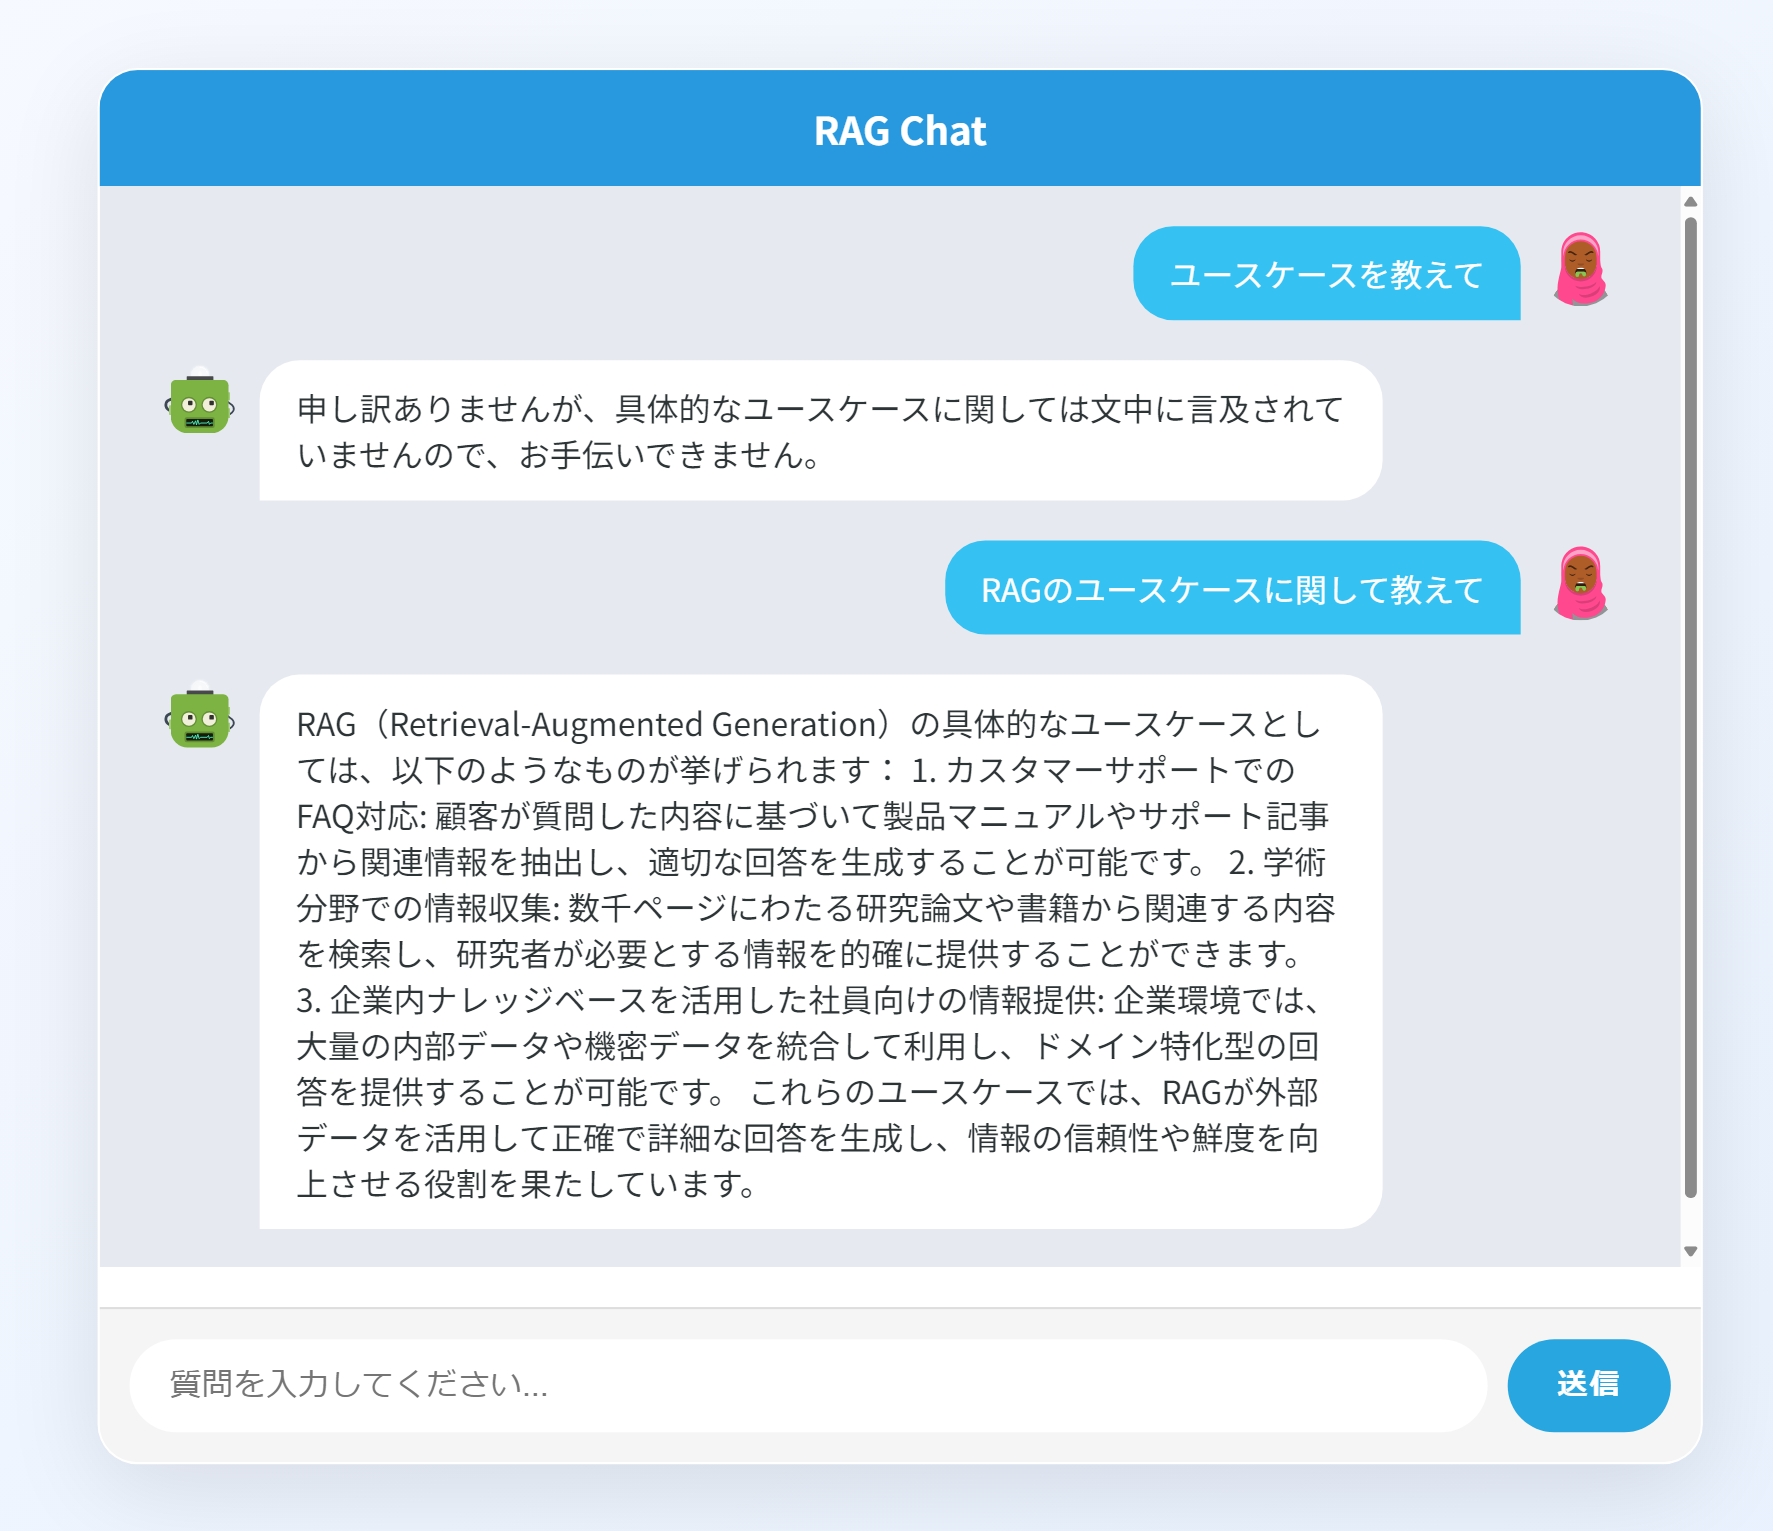 RAG Chat
ユースケースを教えて
申し訳ありませんが、具体的なユースケースに関しては文中に言及されて
いませんので、お手伝いできません。
RAGのユースケースに関して教えて
RAG（Retrieval-Augmented Generation）の具体的なユースケースとし
ては、以下のようなものが挙げられます： 1. カスタマーサポートでの
FAQ対応: 顧客が質問した内容に基づいて製品マニュアルやサポート記事
から関連情報を抽出し、適切な回答を生成することが可能です。 2. 学術
分野での情報収集: 数千ページにわたる研究論文や書籍から関連する内容
を検索し、研究者が必要とする情報を的確に提供することができます。
3. 企業内ナレッジベースを活用した社員向けの情報提供: 企業環境では、
大量の内部データや機密データを統合して利用し、ドメイン特化型の回
答を提供することが可能です。 これらのユースケースでは、RAGが外部
データを活用して正確で詳細な回答を生成し、情報の信頼性や鮮度を向
上させる役割を果たしています。
質問を入力してください...
送信